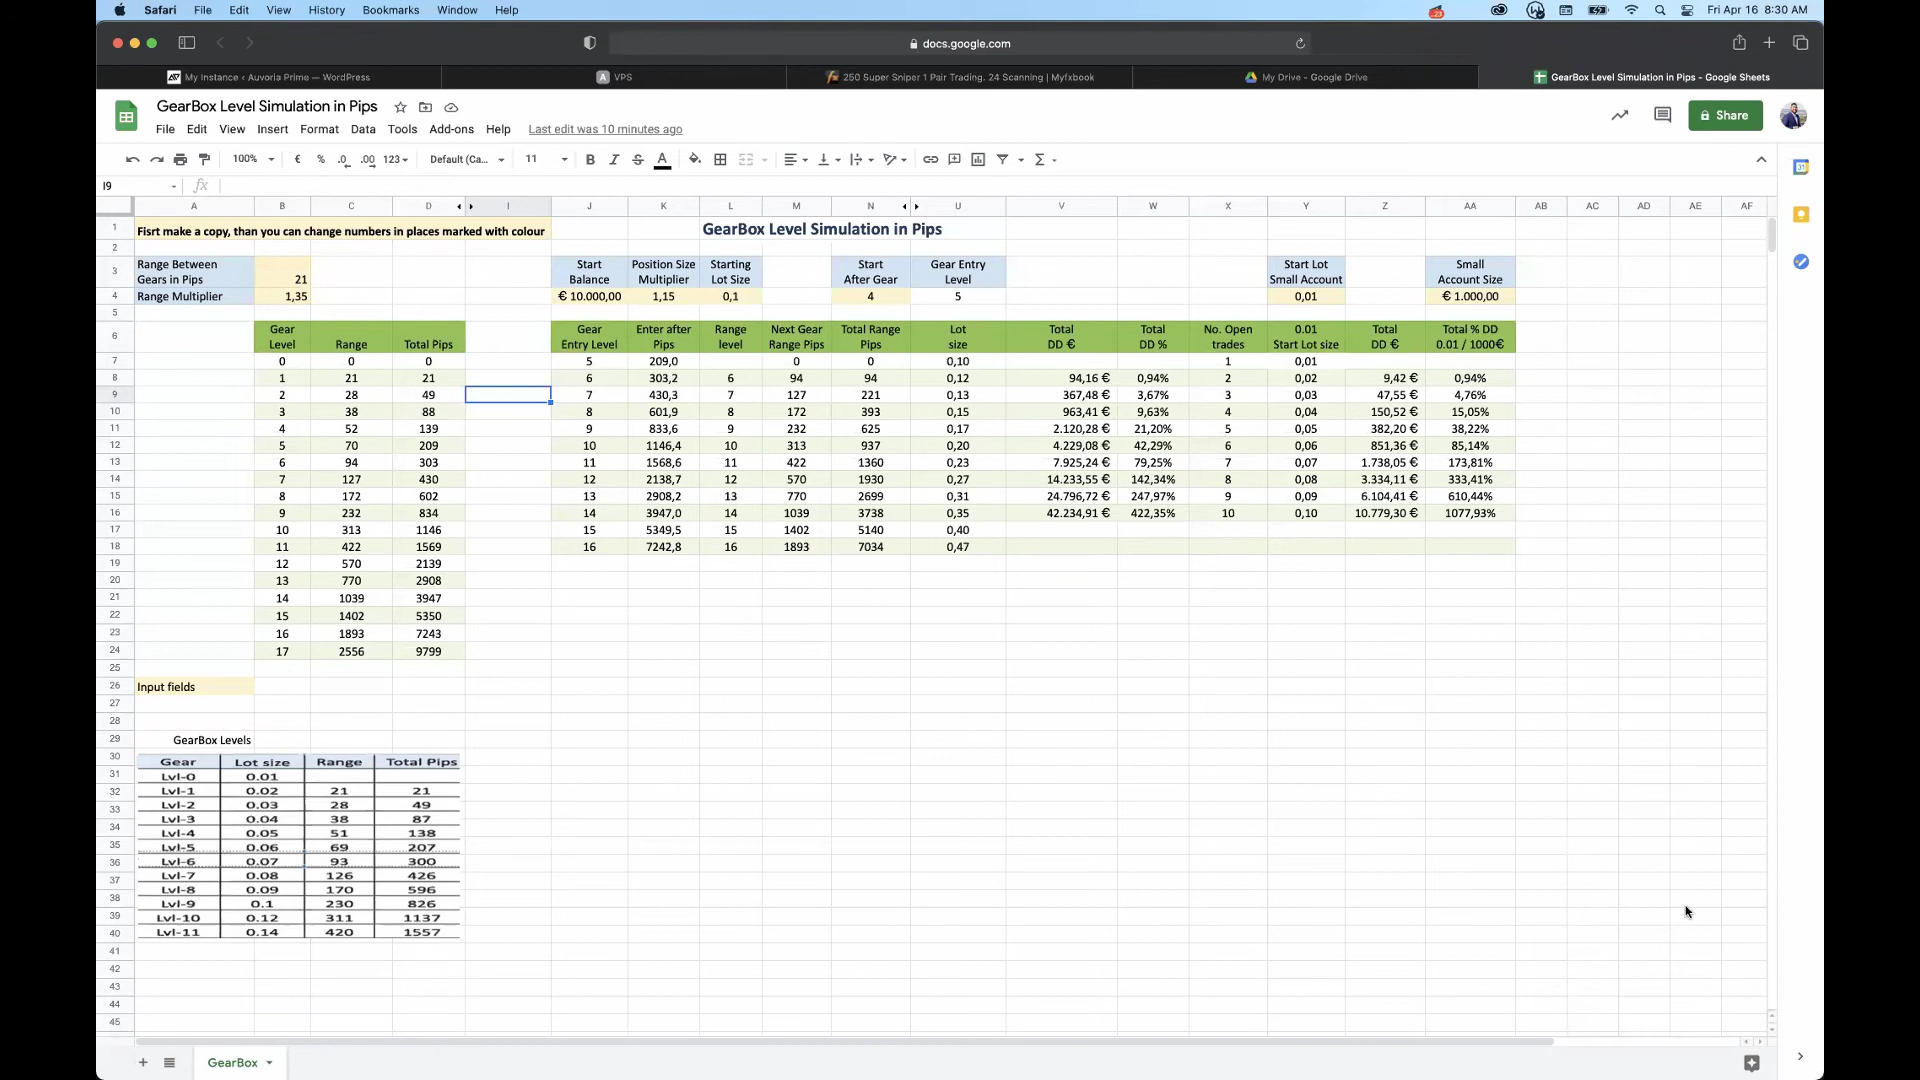 Safari File Edit View History Bookmarks Window Help Fri Apr 16 8:30 AM
docs.google.com
My Instance ‹ Auvoria Prime — WordPress VPS 250 Super Sniper 1 Pair Trading. 24 Scanning | Myfxbook My Drive - Google Drive GearBox Level Simulation in Pips - Google Sheets
GearBox Level Simulation in Pips
File Edit View Insert Format Data Tools Add-ons Help Last edit was 10 minutes ago
Share
100% € % .0 .00 123 Default (Ca... 11 B I S A
I9 fx
A B C D I J K L M N U V W X Y Z AA AB AC AD AE AF
1 Fisrt make a copy, than you can change numbers in places marked with colour GearBox Level Simulation in Pips
2
3 Range Between Gears in Pips 21 Start Balance Position Size Multiplier Starting Lot Size Start After Gear Gear Entry Level Start Lot Small Account Small Account Size
4 Range Multiplier 1,35 € 10.000,00 1,15 0,1 4 5 0,01 € 1.000,00
5
6 Gear Level Range Total Pips Gear Entry Level Enter after Pips Range level Next Gear Range Pips Total Range Pips Lot size Total DD € Total DD % No. Open trades 0.01 Start Lot size Total DD € Total % DD 0.01 / 1000€
7 0 0 0 5 209,0 0 0 0,10 1 0,01
8 1 21 21 6 303,2 6 94 94 0,12 94,16 € 0,94% 2 0,02 9,42 € 0,94%
9 2 28 49 7 430,3 7 127 221 0,13 367,48 € 3,67% 3 0,03 47,55 € 4,76%
10 3 38 88 8 601,9 8 172 393 0,15 963,41 € 9,63% 4 0,04 150,52 € 15,05%
11 4 52 139 9 833,6 9 232 625 0,17 2.120,28 € 21,20% 5 0,05 382,20 € 38,22%
12 5 70 209 10 1146,4 10 313 937 0,20 4.229,08 € 42,29% 6 0,06 851,36 € 85,14%
13 6 94 303 11 1568,6 11 422 1360 0,23 7.925,24 € 79,25% 7 0,07 1.738,05 € 173,81%
14 7 127 430 12 2138,7 12 570 1930 0,27 14.233,55 € 142,34% 8 0,08 3.334,11 € 333,41%
15 8 172 602 13 2908,2 13 770 2699 0,31 24.796,72 € 247,97% 9 0,09 6.104,41 € 610,44%
16 9 232 834 14 3947,0 14 1039 3738 0,35 42.234,91 € 422,35% 10 0,10 10.779,30 € 1077,93%
17 10 313 1146 15 5349,5 15 1402 5140 0,40
18 11 422 1569 16 7242,8 16 1893 7034 0,47
19 12 570 2139
20 13 770 2908
21 14 1039 3947
22 15 1402 5350
23 16 1893 7243
24 17 2556 9799
25
26 Input fields
27
28
29 GearBox Levels
30 Gear Lot size Range Total Pips
31 Lvl-0 0.01
32 Lvl-1 0.02 21 21
33 Lvl-2 0.03 28 49
Lvl-3 0.04 38 87
34 Lvl-4 0.05 51 138
35 Lvl-5 0.06 69 207
36 Lvl-6 0.07 93 300
37 Lvl-7 0.08 126 426
38 Lvl-8 0.09 170 596
Lvl-9 0.1 230 826
39 Lvl-10 0.12 311 1137
40 Lvl-11 0.14 420 1557
41
42
43
44
45
GearBox